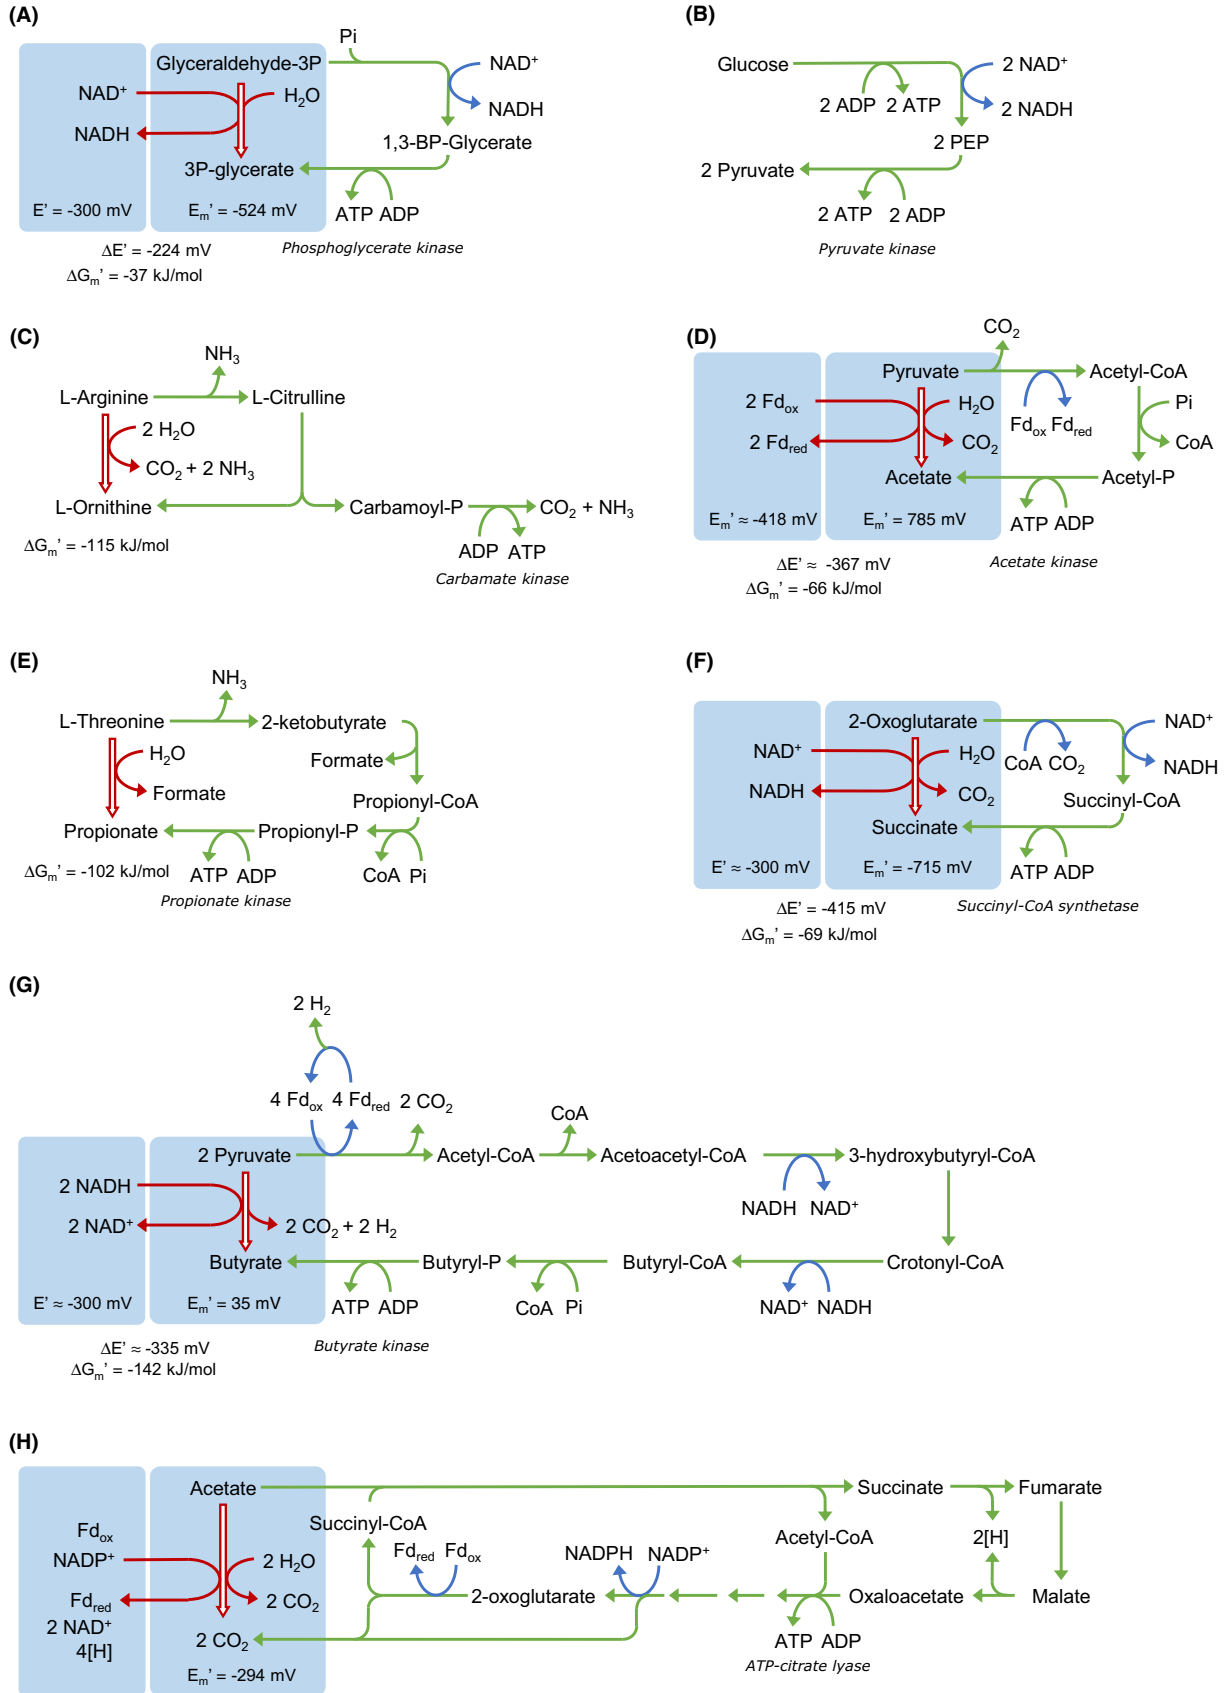 (A)
Pi
Glyceraldehyde-3P
NAD⁺
NAD⁺
H₂O
NADH
NADH
1,3-BP-Glycerate
3P-glycerate
E' = -300 mV
Eₘ' = -524 mV
ATP ADP
ΔE' = -224 mV
Phosphoglycerate kinase
ΔGₘ' = -37 kJ/mol
(B)
Glucose
2 NAD⁺
2 ADP 2 ATP
2 NADH
2 PEP
2 Pyruvate
2 ATP 2 ADP
Pyruvate kinase
(C)
NH₃
L-Arginine
L-Citrulline
2 H₂O
CO₂ + 2 NH₃
L-Ornithine
Carbamoyl-P
CO₂ + NH₃
ΔGₘ' = -115 kJ/mol
ADP ATP
Carbamate kinase
(D)
CO₂
Pyruvate
Acetyl-CoA
2 Fdₒₓ
H₂O
Pi
Fdₒₓ Fd_red
2 Fd_red
CO₂
CoA
Acetate
Acetyl-P
Eₘ' ≈ -418 mV
Eₘ' = 785 mV
ATP ADP
ΔE' ≈ -367 mV
Acetate kinase
ΔGₘ' = -66 kJ/mol
(E)
NH₃
L-Threonine
2-ketobutyrate
H₂O
Formate
Formate
Propionyl-CoA
Propionate
Propionyl-P
ΔGₘ' = -102 kJ/mol
ATP ADP
CoA Pi
Propionate kinase
(F)
2-Oxoglutarate
NAD⁺
NAD⁺
H₂O
CoA CO₂
NADH
NADH
CO₂
Succinyl-CoA
Succinate
E' ≈ -300 mV
Eₘ' = -715 mV
ATP ADP
ΔE' = -415 mV
Succinyl-CoA synthetase
ΔGₘ' = -69 kJ/mol
(G)
2 H₂
4 Fdₒₓ 4 Fd_red 2 CO₂
CoA
2 Pyruvate
Acetyl-CoA
Acetoacetyl-CoA
3-hydroxybutyryl-CoA
2 NADH
NADH NAD⁺
2 NAD⁺
2 CO₂ + 2 H₂
Butyrate
Butyryl-P
Butyryl-CoA
Crotonyl-CoA
E' ≈ -300 mV
Eₘ' = 35 mV
ATP ADP
CoA Pi
NAD⁺ NADH
ΔE' ≈ -335 mV
Butyrate kinase
ΔGₘ' = -142 kJ/mol
(H)
Acetate
Succinate
Fumarate
Fdₒₓ
Succinyl-CoA
Acetyl-CoA
2[H]
NADP⁺
2 H₂O
Fd_red Fdₒₓ
NADPH NADP⁺
Fd_red
2 CO₂
2-oxoglutarate
Oxaloacetate
Malate
2 NAD⁺
4[H]
2 CO₂
ATP ADP
Eₘ' = -294 mV
ATP-citrate lyase